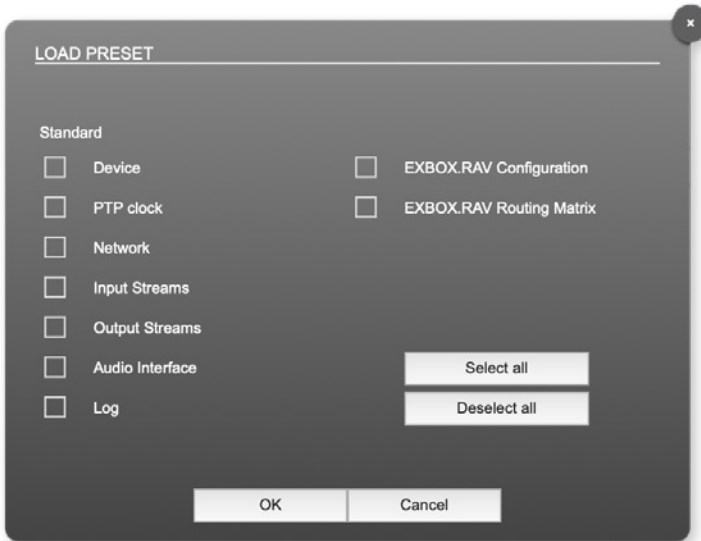 ×
LOAD PRESET
Standard
Device
PTP clock
Network
Input Streams
Output Streams
Audio Interface
Log
EXBOX.RAV Configuration
EXBOX.RAV Routing Matrix
Select all
Deselect all
OK
Cancel